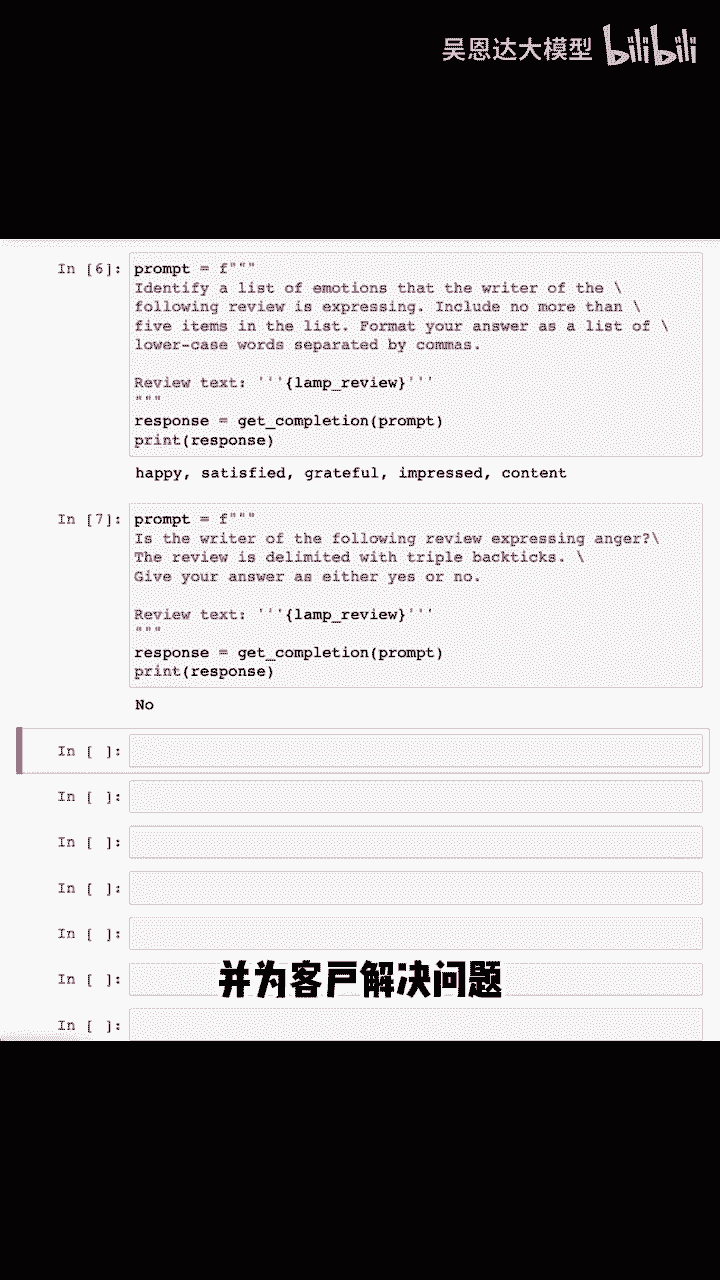 吴恩达大模型 bilibili
In [6]: prompt = f"""
Identify a list of emotions that the writer of the \
following review is expressing. Include no more than \
five items in the list. Format your answer as a list of \
lower-case words separated by commas.
Review text: '''{lamp_review}'''
"""
response = get_completion(prompt)
print(response)
happy, satisfied, grateful, impressed, content
In [7]: prompt = f"""
Is the writer of the following review expressing anger?\
The review is delimited with triple backticks. \
Give your answer as either yes or no.
Review text: '''{lamp_review}'''
"""
response = get_completion(prompt)
print(response)
No
In [ ]:
In [ ]:
In [ ]:
In [ ]:
In [ ]:
In [ ]:
并为客户解决问题
In [ ]: